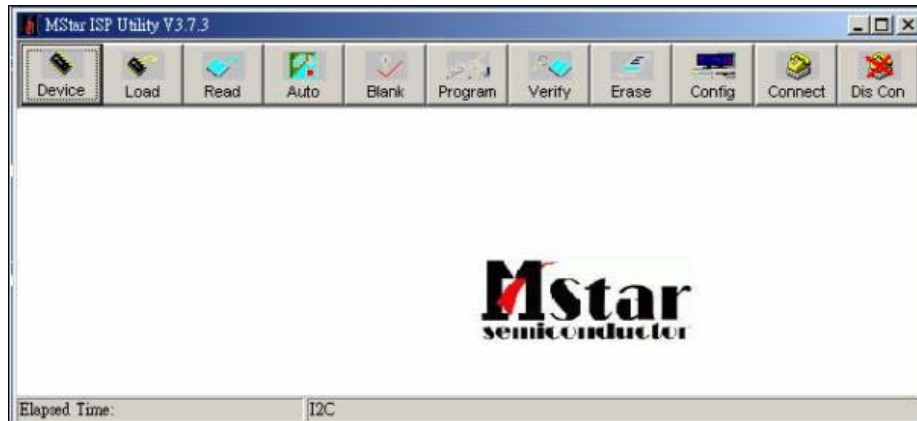 MStar ISP Utility V3.7.3
Device Load Read Auto Blank Program Verify Erase Config Connect Dis Con
MStar
semiconductor
Elapsed Time: I2C